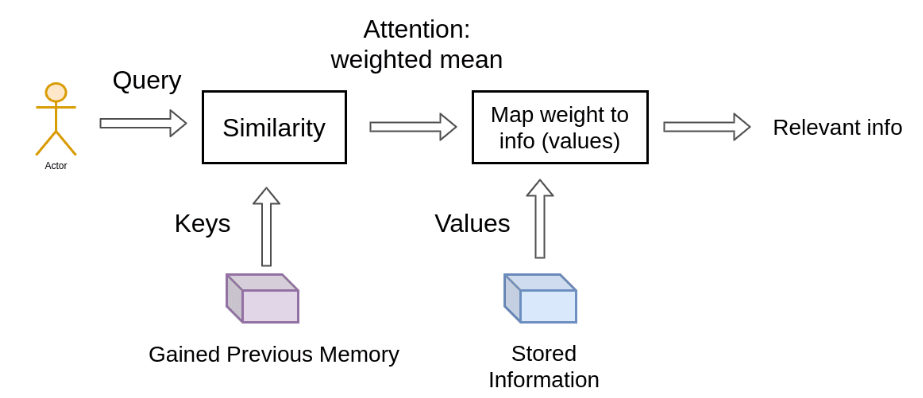 Attention:
weighted mean
Query
Similarity
Map weight to
info (values)
Relevant info
Actor
Keys
Values
Gained Previous Memory
Stored
Information